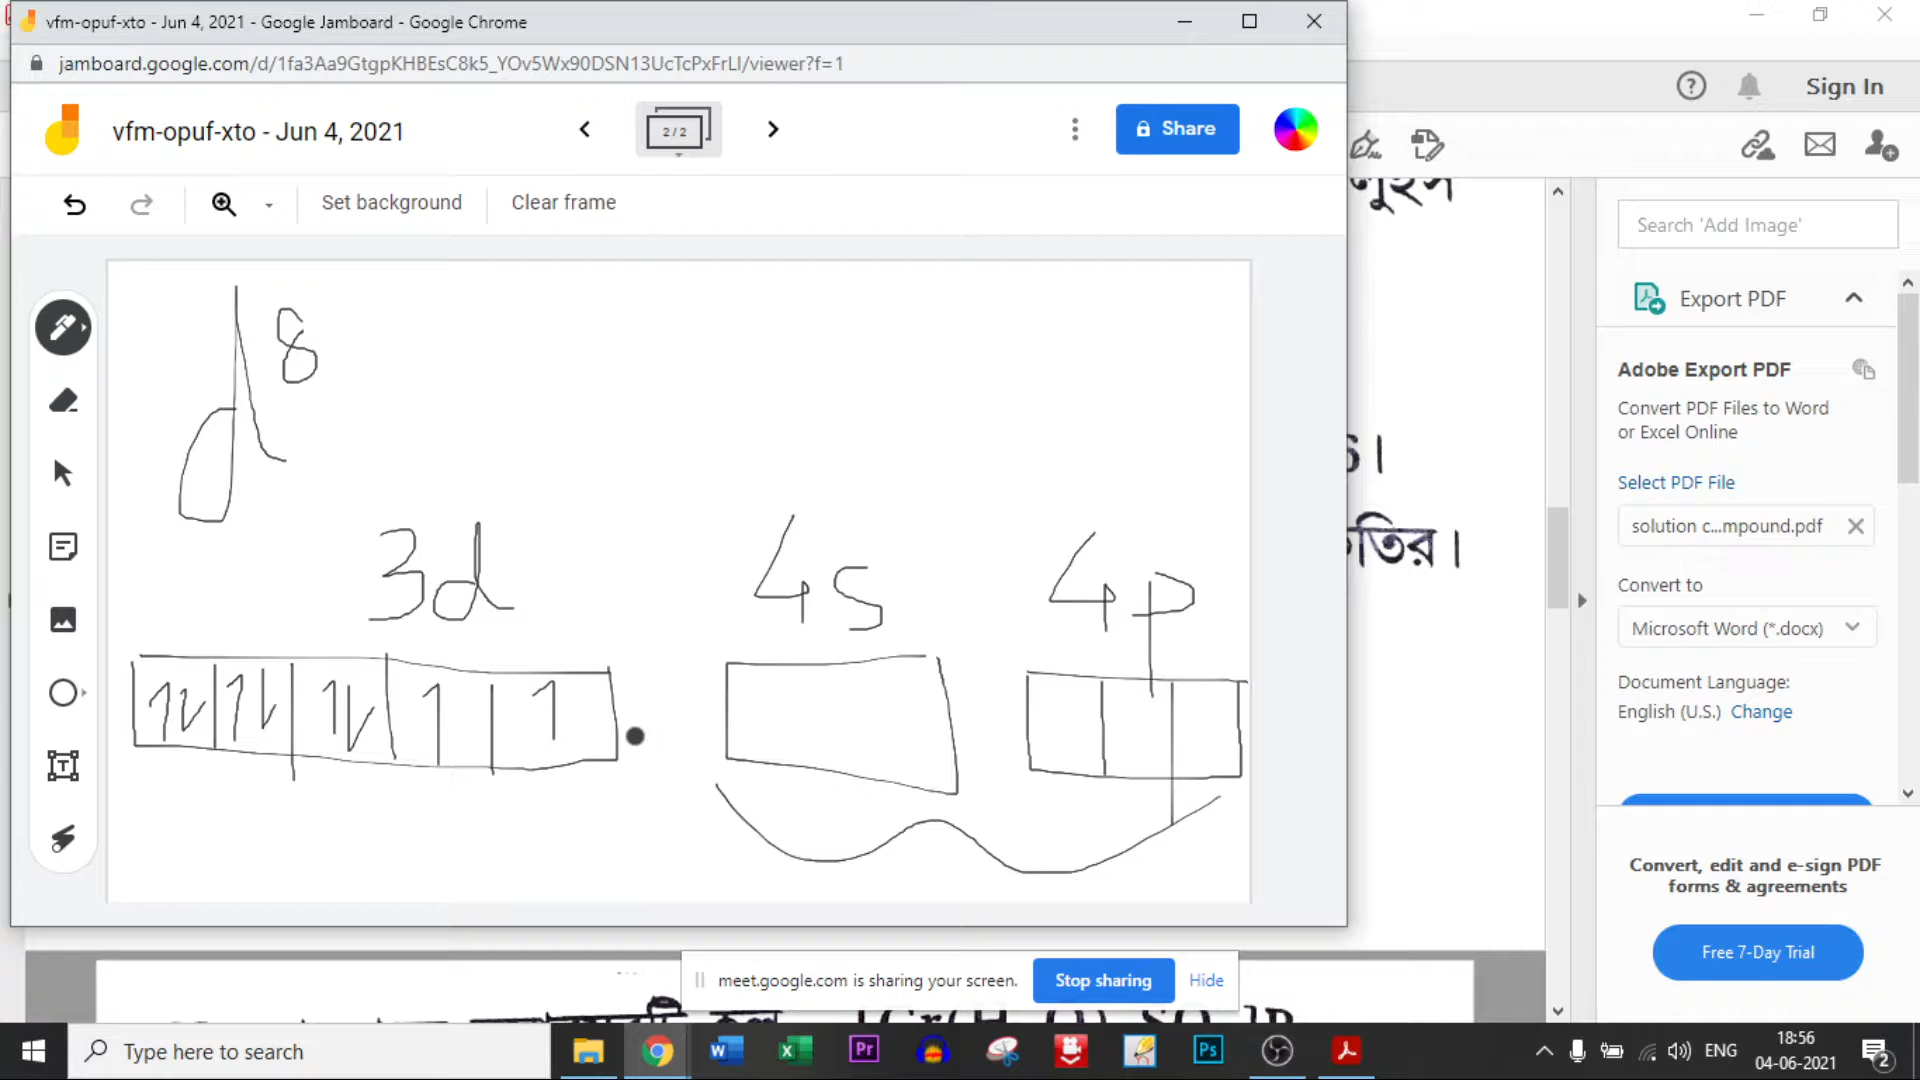 vfm-opuf-xto - Jun 4, 2021 - Google Jamboard - Google Chrome
jamboard.google.com/d/1fa3Aa9GtgpKHBEsC8k5_YOv5Wx90DSN13UcTcPxFrLI/viewer?f=1
Sign In
vfm-opuf-xto - Jun 4, 2021
2 / 2
Share
Set background
Clear frame
Search 'Add Image'
Export PDF
Adobe Export PDF
Convert PDF Files to Word
or Excel Online
Select PDF File
solution c...mpound.pdf
Convert to
Microsoft Word (*.docx)
Document Language:
English (U.S.) Change
Convert, edit and e-sign PDF
forms & agreements
Free 7-Day Trial
d8
3d 4s 4p
1 1
meet.google.com is sharing your screen.
Stop sharing
Hide
Type here to search
ENG
18:56
04-06-2021
2